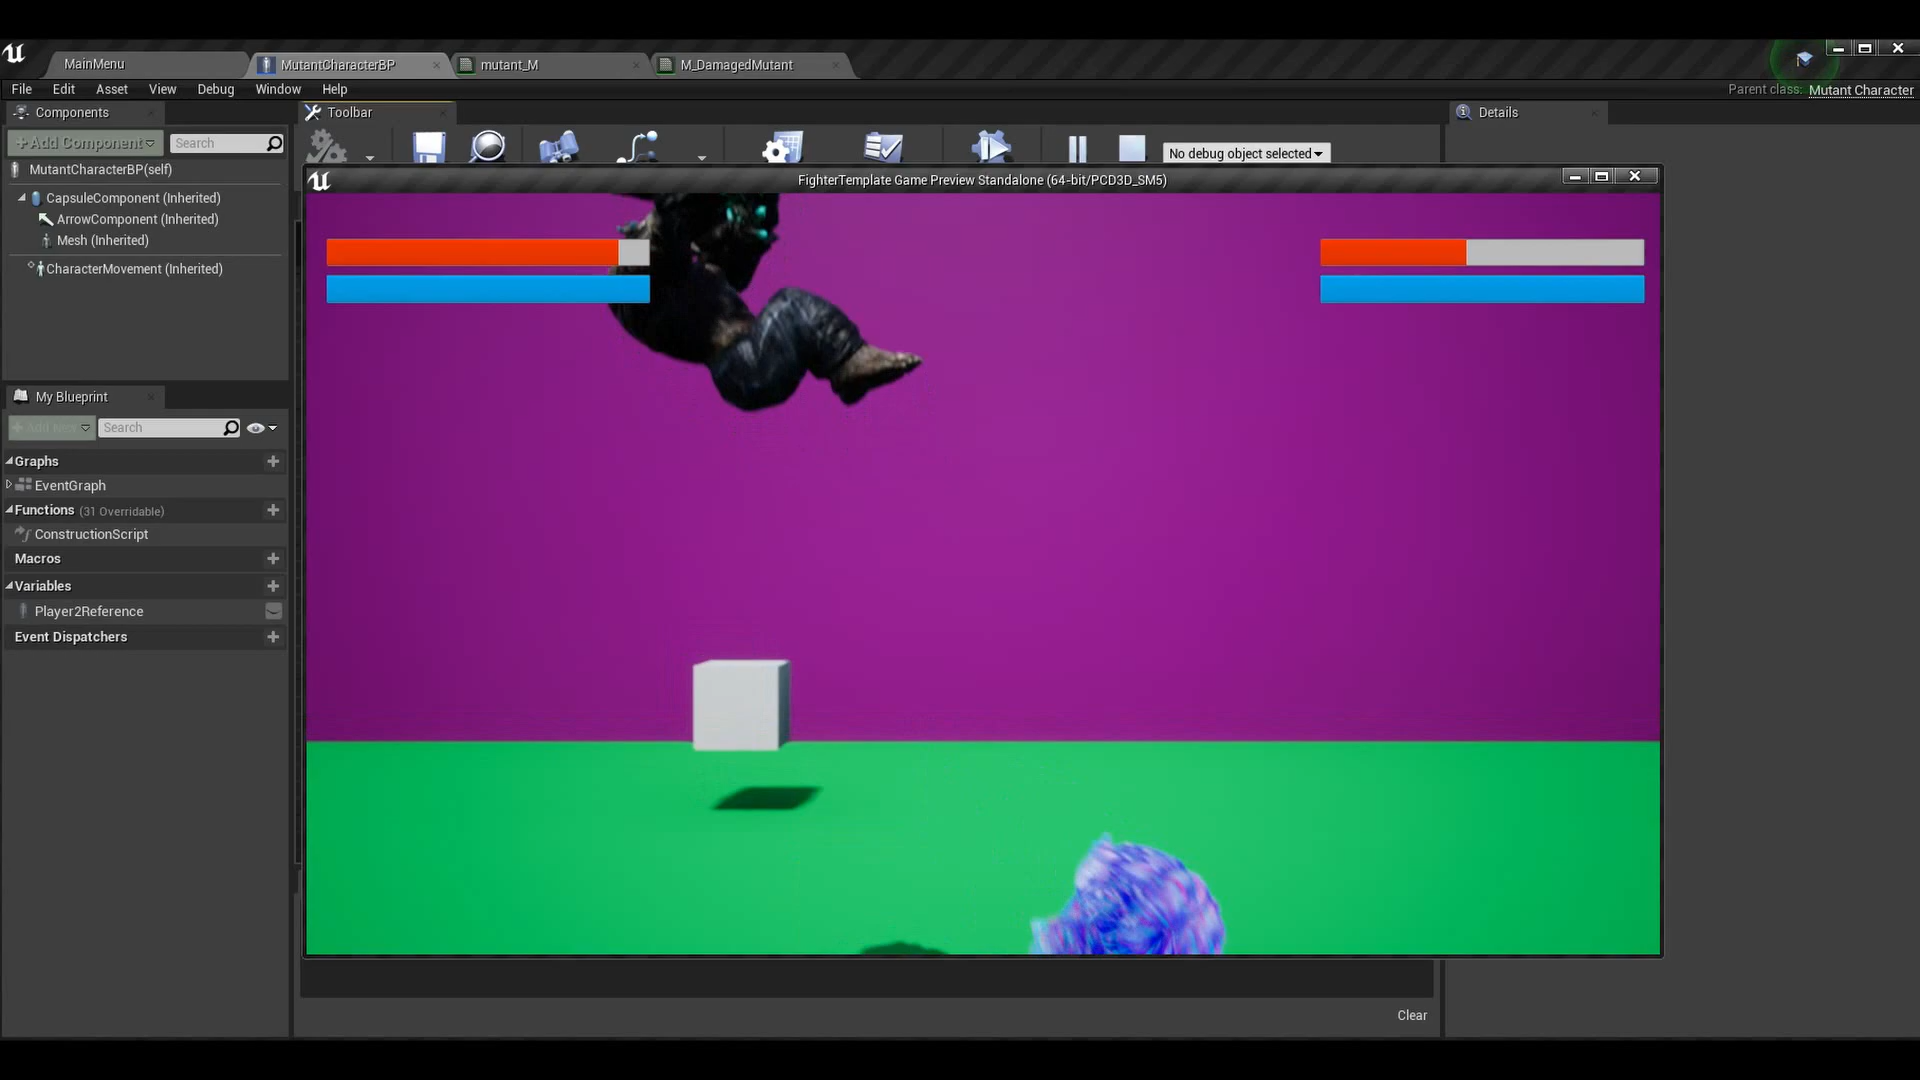 MainMenu
MutantCharacterBP
mutant_M
M_DamagedMutant
File Edit Asset View Debug Window Help
Parent class: Mutant Character
Components
Toolbar
Details
+Add Component
Search
No debug object selected
MutantCharacterBP(self)
FighterTemplate Game Preview Standalone (64-bit/PCD3D_SM5)
CapsuleComponent (Inherited)
ArrowComponent (Inherited)
Mesh (Inherited)
CharacterMovement (Inherited)
My Blueprint
+ Add New
Search
Graphs
EventGraph
Functions (31 Overridable)
ConstructionScript
Macros
Variables
Player2Reference
Event Dispatchers
Clear